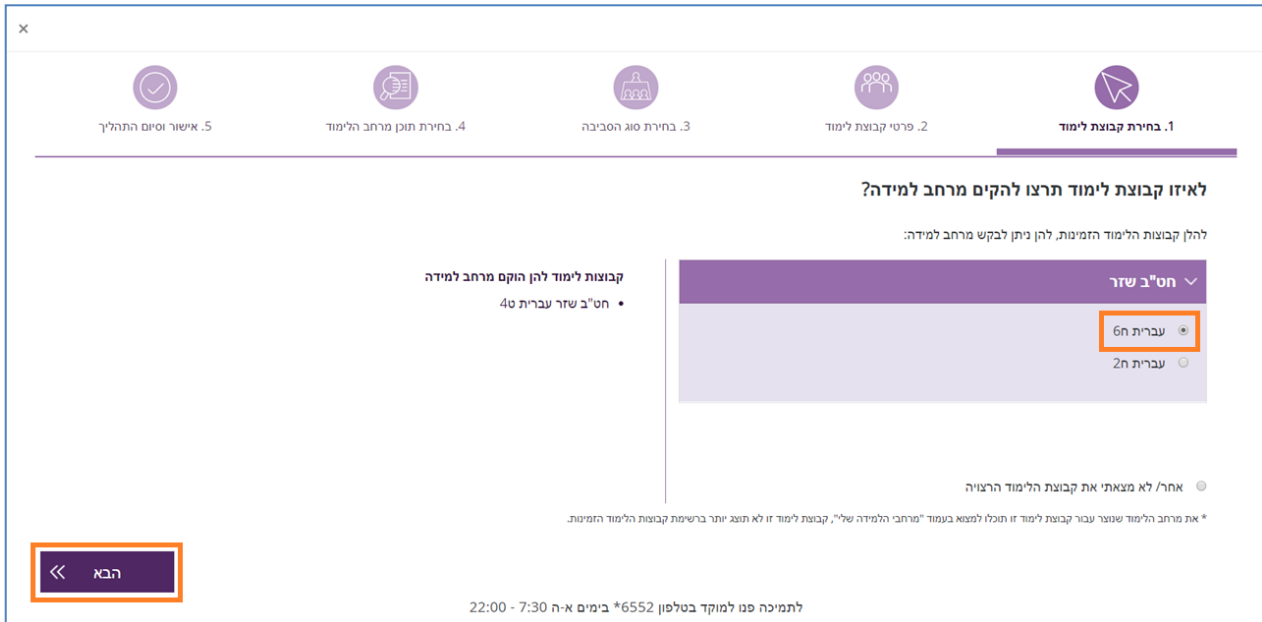 ×
1. בחירת קבוצת לימוד
2. פרטי קבוצת לימוד
3. בחירת סוג הסביבה
4. בחירת תוכן מרחב הלימוד
5. אישור וסיום התהליך
לאיזו קבוצת לימוד תרצו להקים מרחב למידה?
להלן קבוצות הלימוד הזמינות, להן ניתן לבקש מרחב למידה:
חט"ב שזר
עברית ח6
עברית ח2
קבוצות לימוד להן הוקם מרחב למידה
• חט"ב שזר עברית ט4
אחר/ לא מצאתי את קבוצת הלימוד הרצויה
* את מרחב הלימוד שנוצר עבור קבוצת לימוד זו תוכלו למצוא בעמוד "מרחבי הלמידה שלי", קבוצת לימוד זו לא תוצג יותר ברשימת קבוצות הלימוד הזמינות.
הבא
לתמיכה פנו למוקד בטלפון 6552* בימים א-ה 7:30 - 22:00